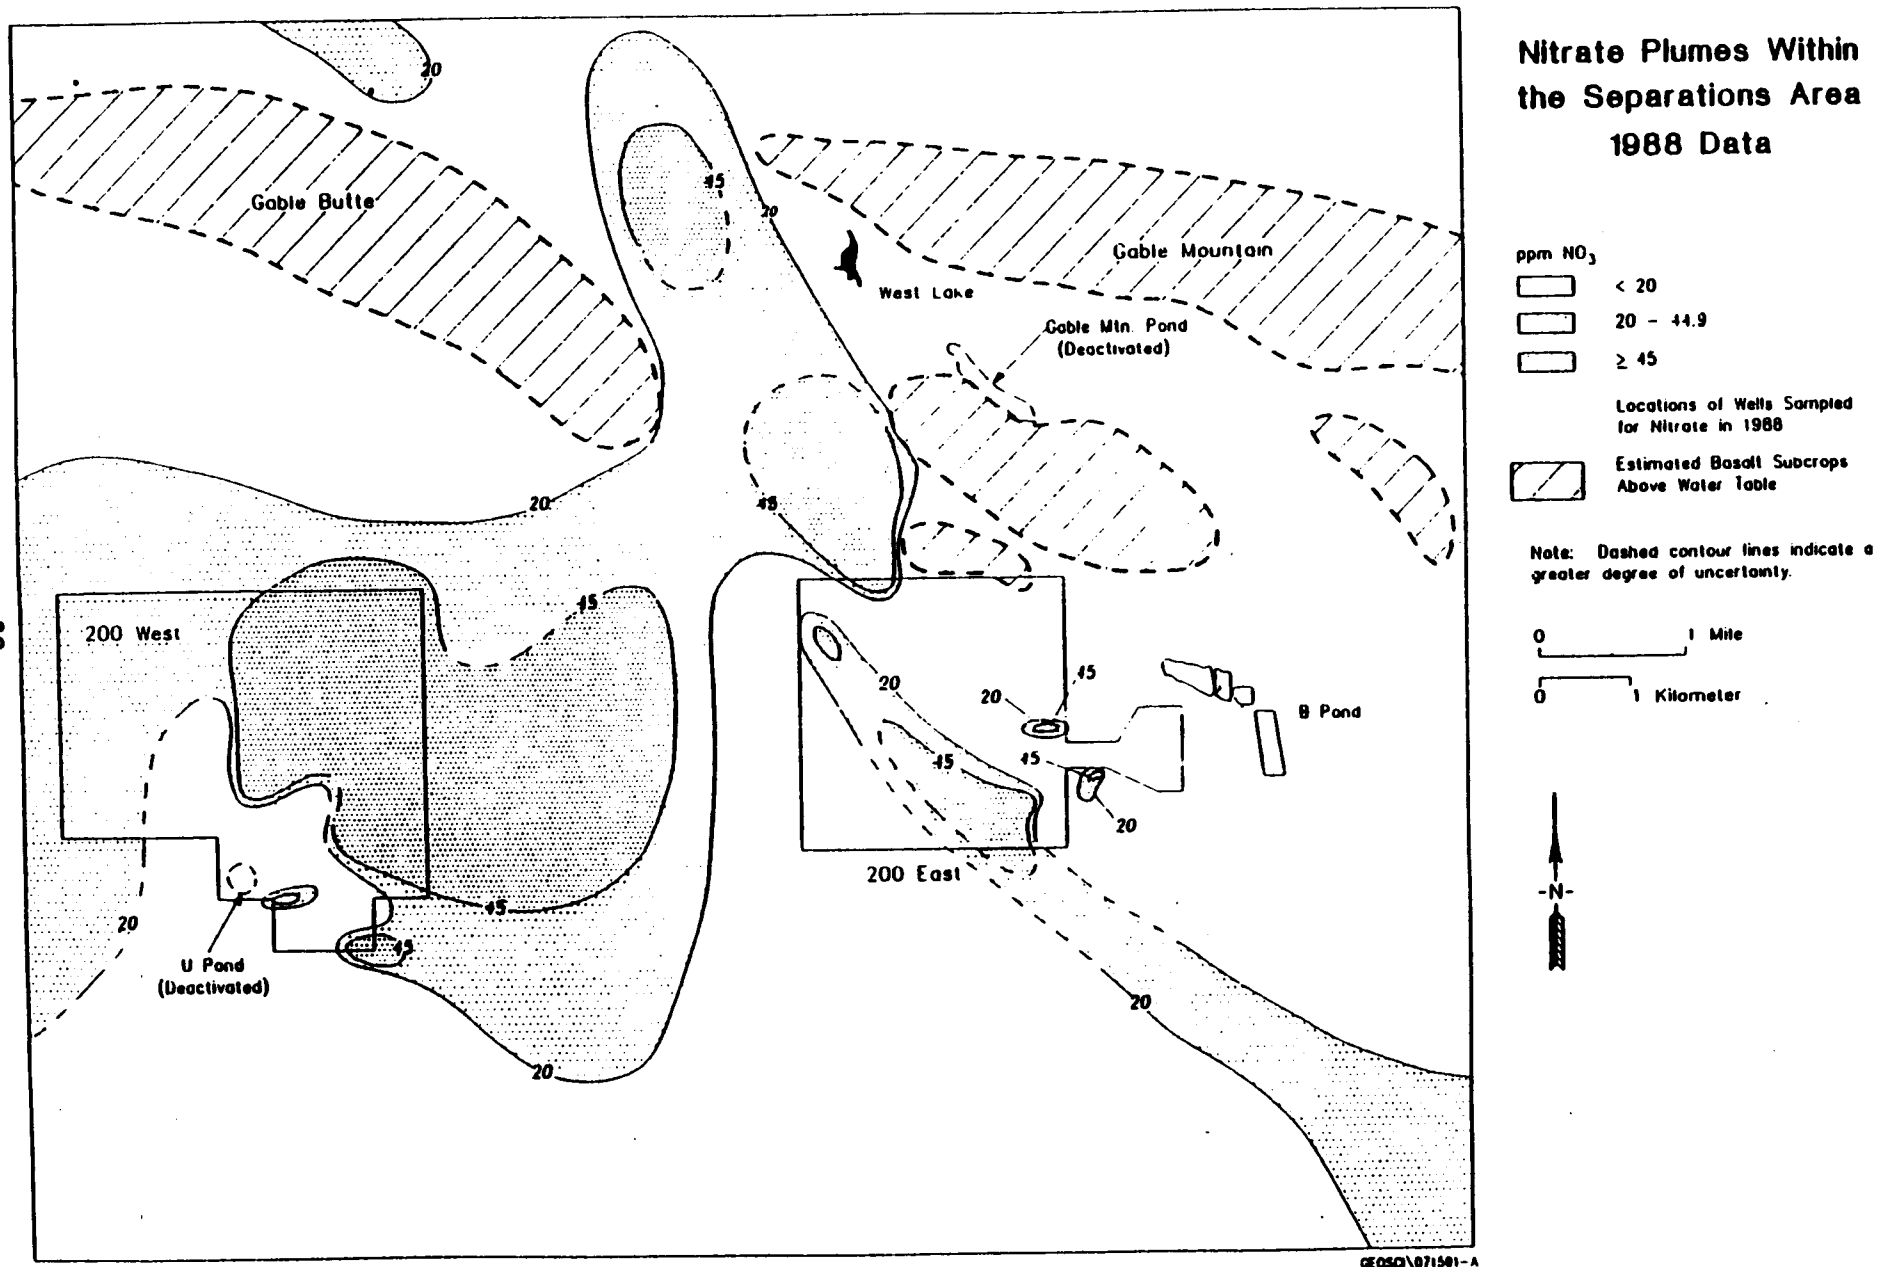 Nitrate Plumes Within
the Separations Area
1988 Data
ppm NO3
< 20
20 - 44.9
≥ 45
Locations of Wells Sampled
for Nitrate in 1988
Estimated Basalt Subcrops
Above Water Table
Note: Dashed contour lines indicate a
greater degree of uncertainty.
0 1 Mile
0 1 Kilometer
-N-
20
Gable Butte
45
20
West Lake
Gable Mountain
Gable Mtn. Pond
(Deactivated)
20
45
200 West
45
20
45
20
45
20
45
20
B Pond
200 East
20
45
45
U Pond
(Deactivated)
20
20
GEOSCI\071591-A